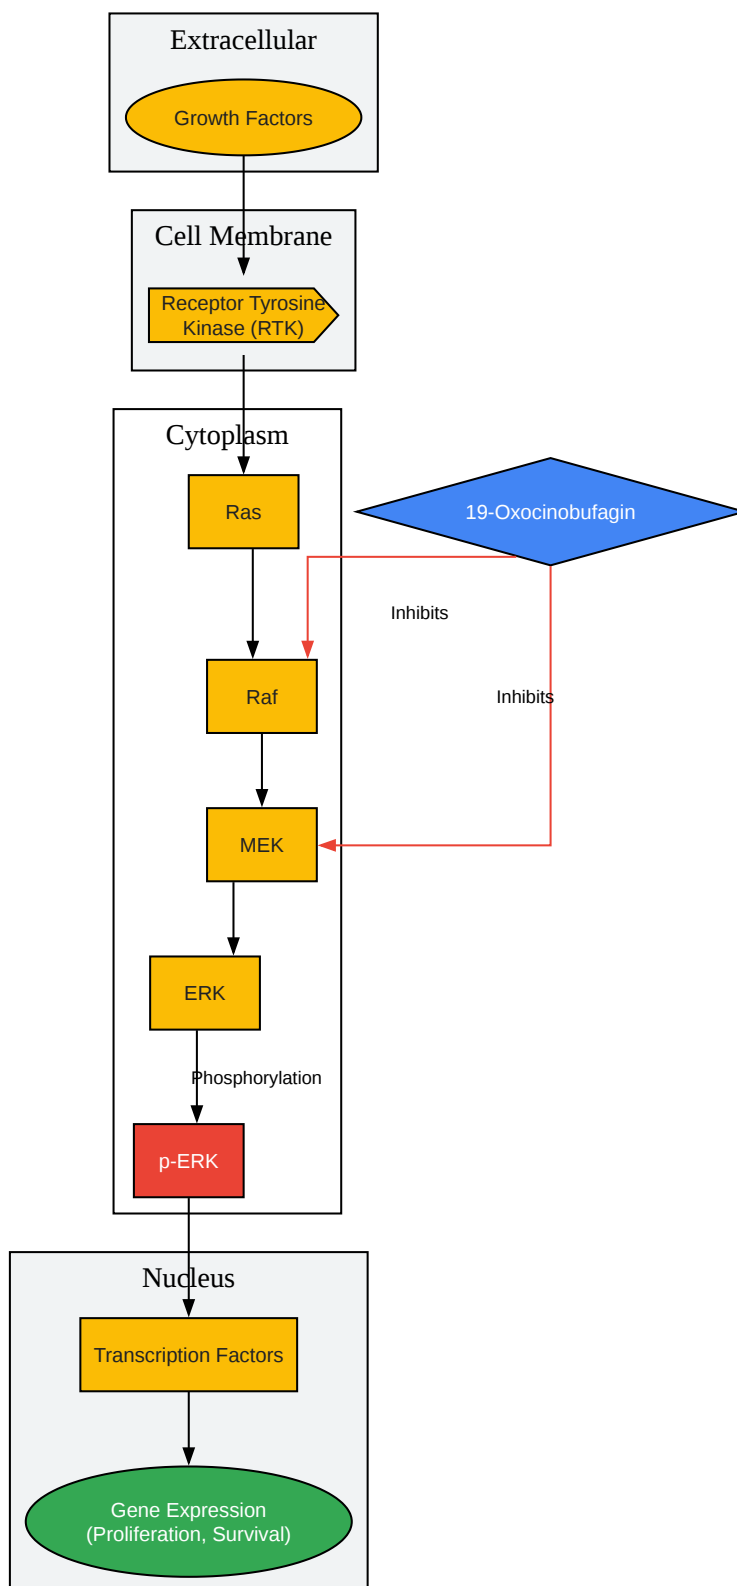 Extracellular
Growth Factors
Cell Membrane
Receptor Tyrosine
Kinase (RTK)
Cytoplasm
Ras
19-Oxocinobufagin
Inhibits
Raf
Inhibits
MEK
ERK
Phosphorylation
p-ERK
Nucleus
Transcription Factors
Gene Expression
(Proliferation, Survival)